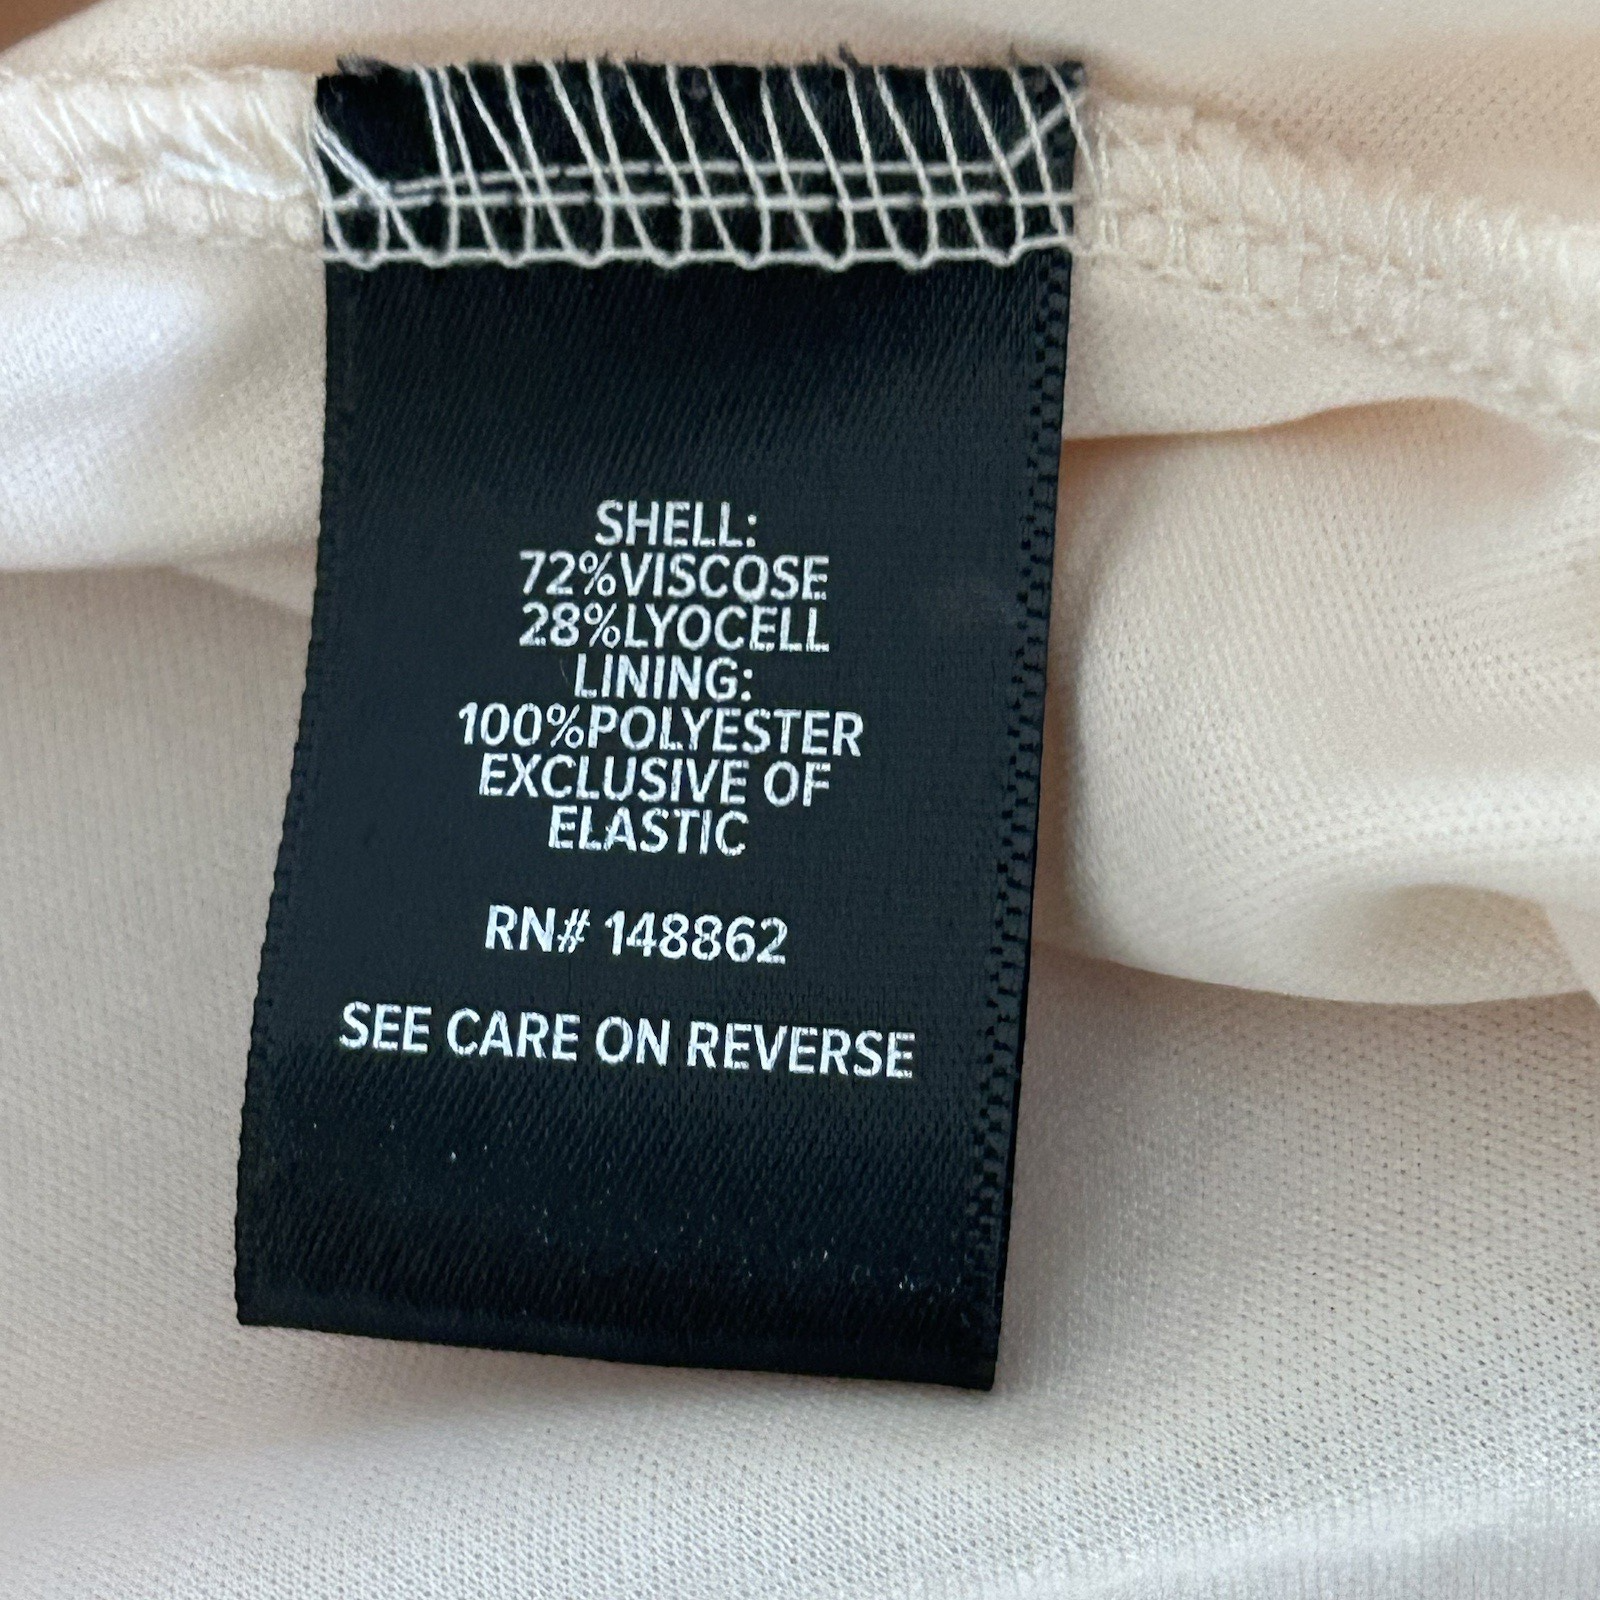 SHELL:
72%VISCOSE
28%LYOCELL
LINING:
100%POLYESTER
EXCLUSIVE OF
ELASTIC
RN# 148862
SEE CARE ON REVERSE